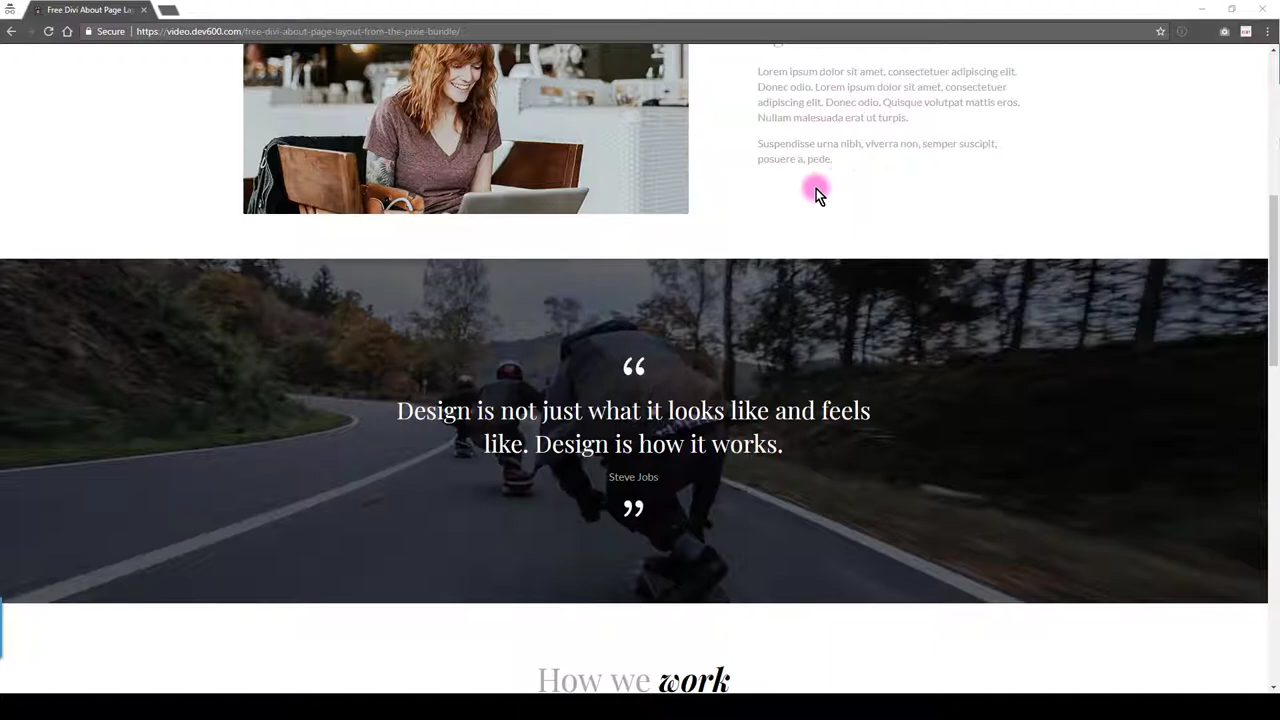 Free Divi About Page La
Secure
https://video.dev600.com/free-divi-about-page-layout-from-the-pixie-bundle/
Lorem ipsum dolor sit amet, consectetuer adipiscing elit.
Donec odio. Lorem ipsum dolor sit amet, consectetuer
adipiscing elit. Donec odio. Quisque volutpat mattis eros.
Nullam malesuada erat ut turpis.
Suspendisse urna nibh, viverra non, semper suscipit,
posuere a, pede.
“
Design is not just what it looks like and feels
like. Design is how it works.
Steve Jobs
”
How we work